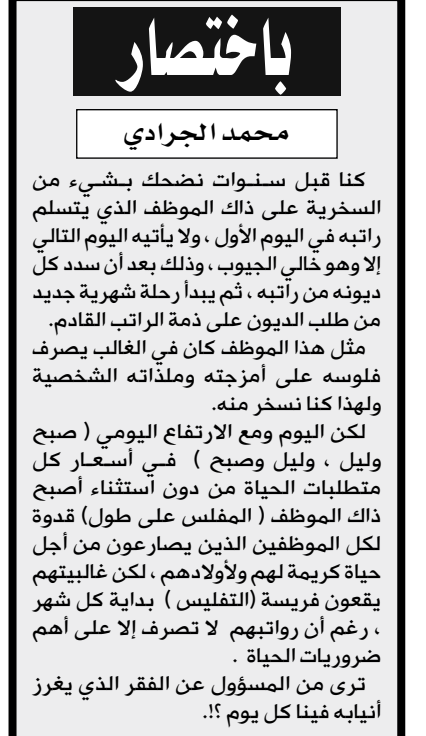 باختصار
محمد الجرادي
كنا قبل سنوات نضحك بشيء من
السخرية على ذاك الموظف الذي يتسلم
راتبه في اليوم الأول ، ولا يأتيه اليوم التالي
إلا وهو خالي الجيوب ، وذلك بعد أن سدد كل
ديونه من راتبه ، ثم يبدأ رحلة شهرية جديد
من طلب الديون على ذمة الراتب القادم.
مثل هذا الموظف كان في الغالب يصرف
فلوسه على أمزجته وملذاته الشخصية
ولهذا كنا نسخر منه.
لكن اليوم ومع الارتفاع اليومي ( صبح
وليل ، وليل وصبح ) في أسعار كل
متطلبات الحياة من دون استثناء أصبح
ذاك الموظف ( المفلس على طول) قدوة
لكل الموظفين الذين يصارعون من أجل
حياة كريمة لهم ولأولادهم ، لكن غالبيتهم
يقعون فريسة (التفليس ) بداية كل شهر
، رغم أن رواتبهم لا تصرف إلا على أهم
ضروريات الحياة .
ترى من المسؤول عن الفقر الذي يغرز
أنيابه فينا كل يوم ؟!.